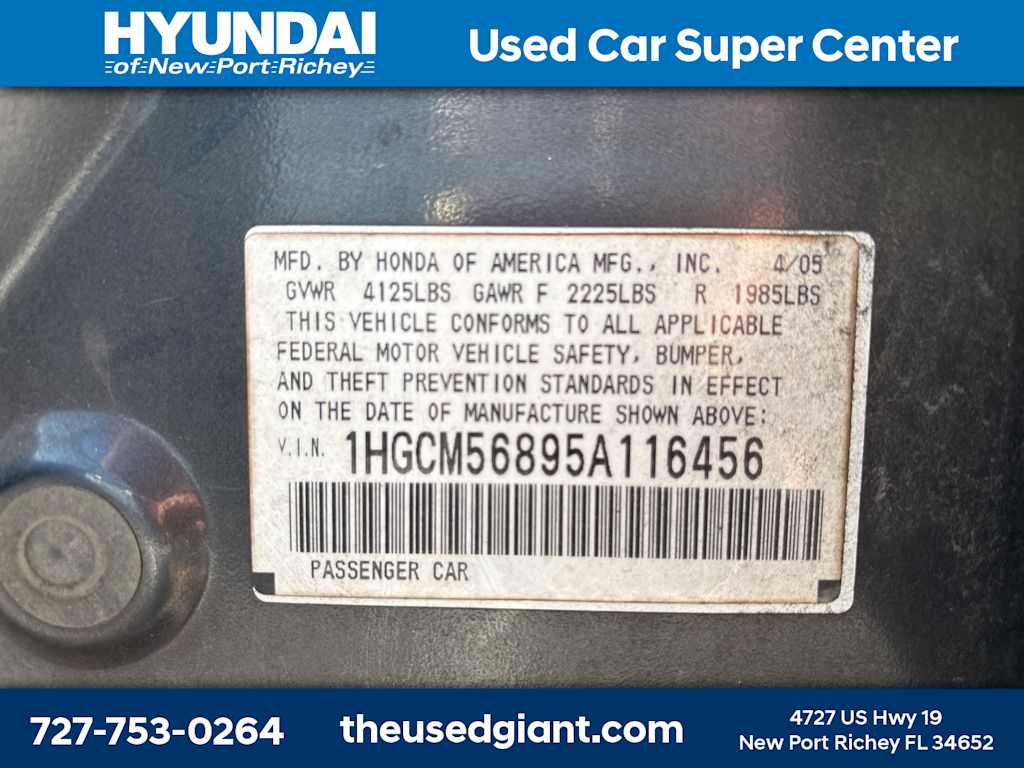 HYUNDAI
of New Port Richey
Used Car Super Center
MFD. BY HONDA OF AMERICA MFG., INC. 4/05
GVWR 4125LBS GAWR F 2225LBS R 1985LBS
THIS VEHICLE CONFORMS TO ALL APPLICABLE
FEDERAL MOTOR VEHICLE SAFETY, BUMPER,
AND THEFT PREVENTION STANDARDS IN EFFECT
ON THE DATE OF MANUFACTURE SHOWN ABOVE:
V.I.N. 1HGCM56895A116456
PASSENGER CAR
727-753-0264
theusedgiant.com
4727 US Hwy 19
New Port Richey FL 34652